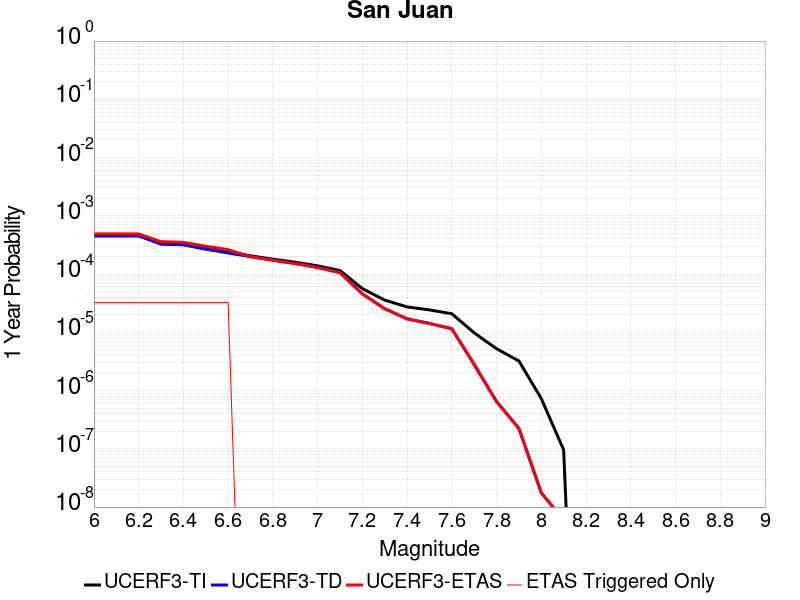 San Juan
10^0
10^-1
10^-2
10^-3
10^-4
10^-5
10^-6
10^-7
10^-8
1 Year Probability
6 6.2 6.4 6.6 6.8 7 7.2 7.4 7.6 7.8 8 8.2 8.4 8.6 8.8 9
Magnitude
UCERF3-TI UCERF3-TD UCERF3-ETAS ETAS Triggered Only